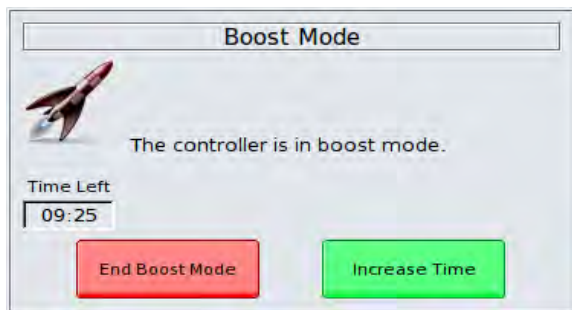 Boost Mode
The controller is in boost mode.
Time Left
09:25
End Boost Mode
Increase Time